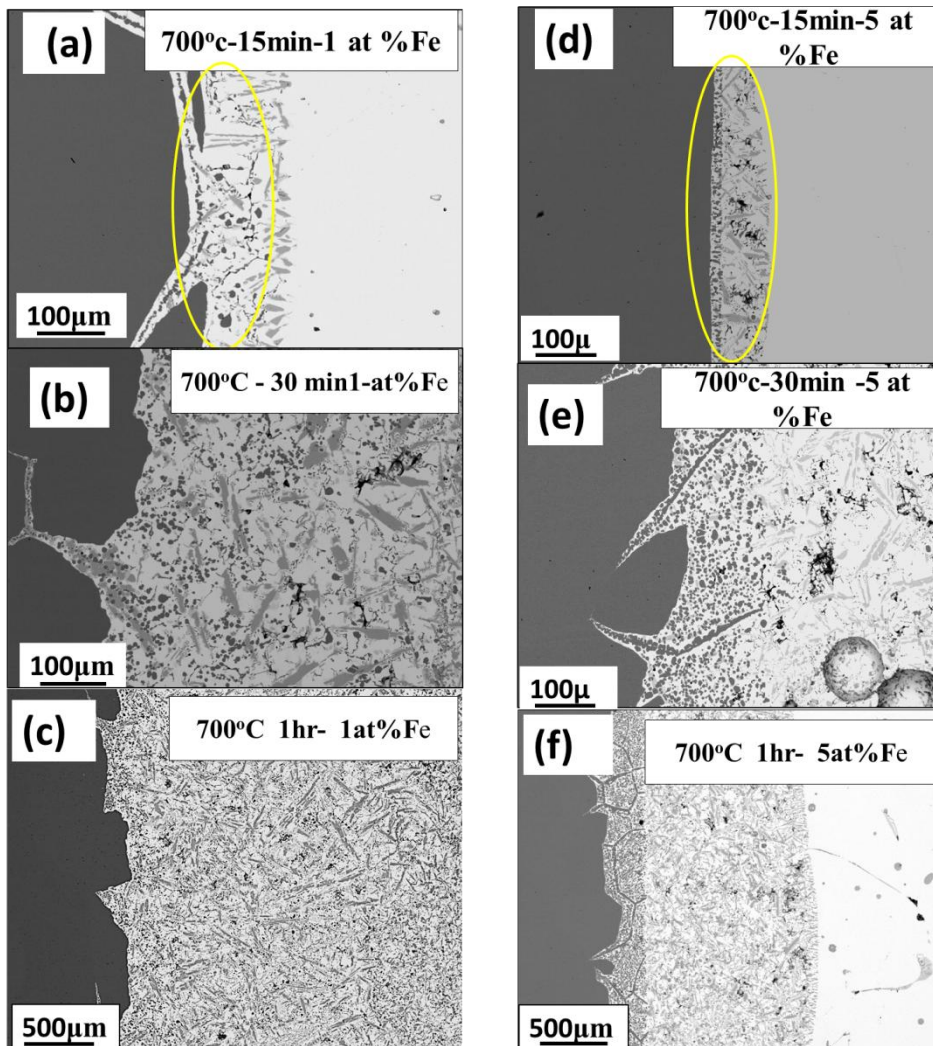 (a)
700ºc-15min-1 at %Fe
100µm
(b)
700ºC - 30 min1-at%Fe
100µm
(c)
700ºC 1hr- 1at%Fe
500µm
(d)
700ºc-15min-5 at
%Fe
100µ
(e)
700ºc-30min -5 at
%Fe
100µ
(f)
700ºC 1hr- 5at%Fe
500µm